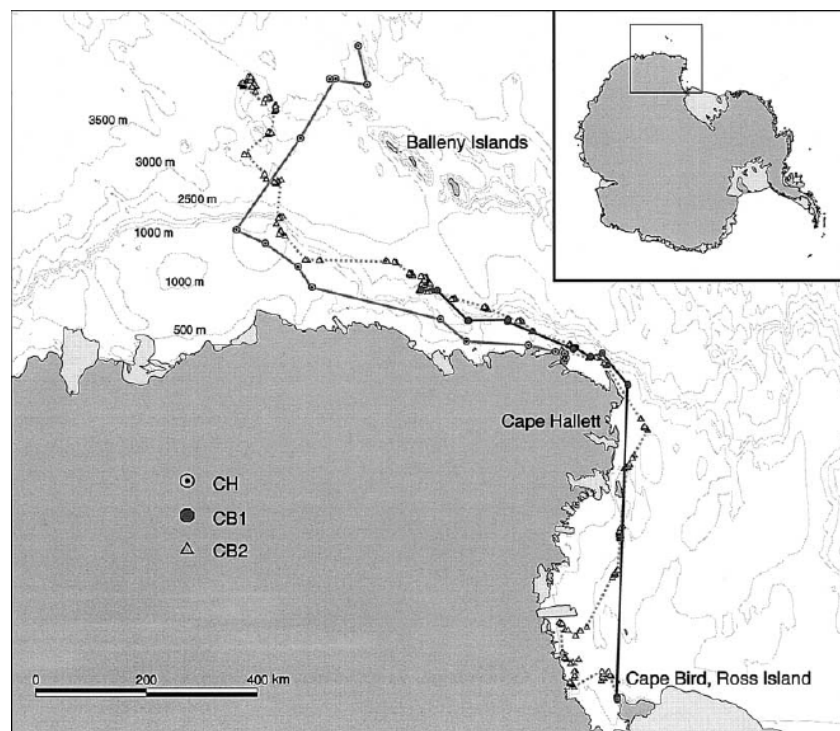 Balleny Islands
3500 m
3000 m
2500 m
1000 m
1000 m
500 m
Cape Hallett
CH
CB1
CB2
0 200 400 km
Cape Bird, Ross Island